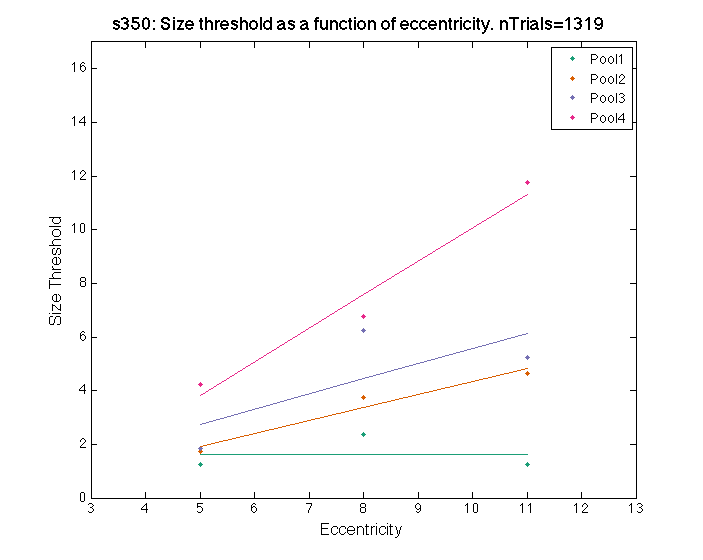 s350: Size threshold as a function of eccentricity. nTrials=1319
Pool1
Pool2
Pool3
Pool4
Size Threshold
16
14
12
10
8
6
4
2
0
3 4 5 6 7 8 9 10 11 12 13
Eccentricity